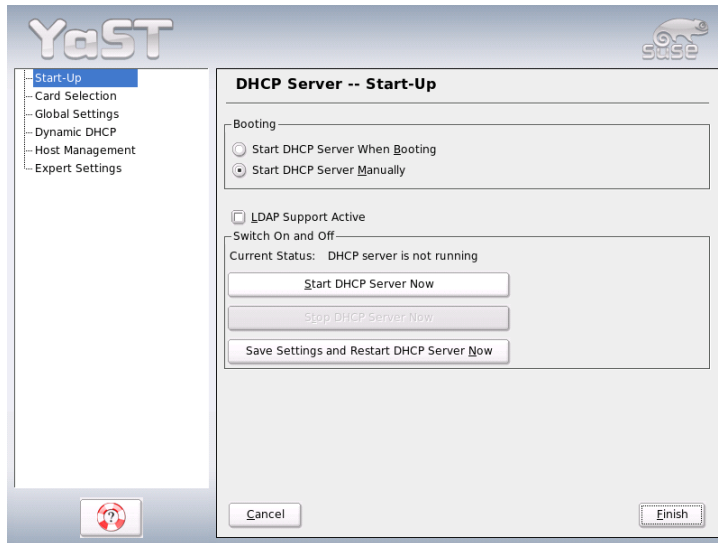 YaST
SUSE
Start-Up
Card Selection
Global Settings
Dynamic DHCP
Host Management
Expert Settings
DHCP Server -- Start-Up
Booting
Start DHCP Server When Booting
Start DHCP Server Manually
LDAP Support Active
Switch On and Off
Current Status: DHCP server is not running
Start DHCP Server Now
Stop DHCP Server Now
Save Settings and Restart DHCP Server Now
?
Cancel
Finish